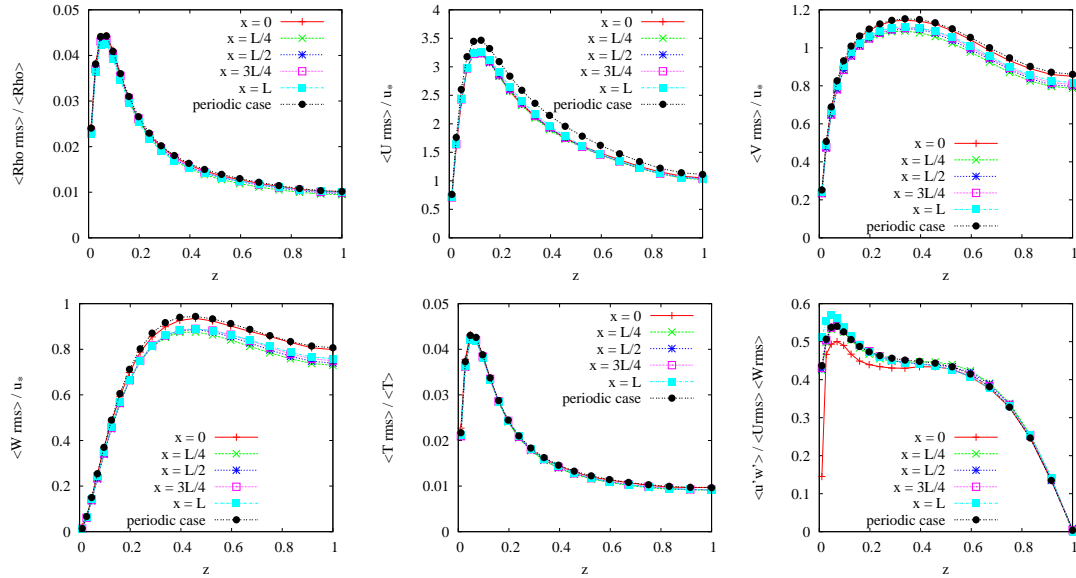 <Rho rms> / <Rho>
0.05
0.04
0.03
0.02
0.01
0
0 0.2 0.4 0.6 0.8 1
z
x = 0
x = L/4
x = L/2
x = 3L/4
x = L
periodic case
<U rms> / u*
4
3.5
3
2.5
2
1.5
1
0.5
0
0 0.2 0.4 0.6 0.8 1
z
x = 0
x = L/4
x = L/2
x = 3L/4
x = L
periodic case
<V rms> / u*
1.2
1
0.8
0.6
0.4
0.2
0
0 0.2 0.4 0.6 0.8 1
z
x = 0
x = L/4
x = L/2
x = 3L/4
x = L
periodic case
<W rms> / u*
1
0.8
0.6
0.4
0.2
0
0 0.2 0.4 0.6 0.8 1
z
x = 0
x = L/4
x = L/2
x = 3L/4
x = L
periodic case
<T rms> / <T>
0.05
0.04
0.03
0.02
0.01
0
0 0.2 0.4 0.6 0.8 1
z
x = 0
x = L/4
x = L/2
x = 3L/4
x = L
periodic case
<u'w'> / <Urms> <Wrms>
0.6
0.5
0.4
0.3
0.2
0.1
0
0 0.2 0.4 0.6 0.8 1
z
x = 0
x = L/4
x = L/2
x = 3L/4
x = L
periodic case